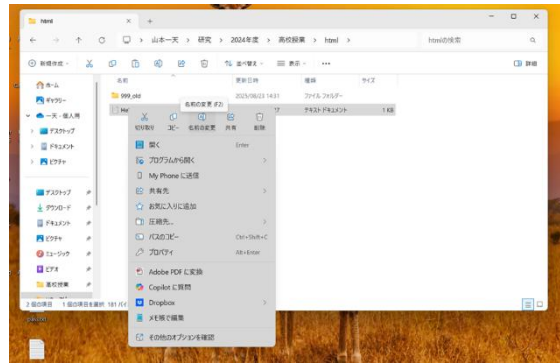 html
山本一天 > 研究 > 2024年度 > 高校授業 > html
htmlの検索
新規作成
並べ替え
表示
詳細
名前
更新日時
種類
サイズ
ホーム
ギャラリー
一天 - 個人用
デスクトップ
ドキュメント
ピクチャ
デスクトップ
ダウンロード
ドキュメント
ピクチャ
ミュージック
ビデオ
高校授業
999_old
2025/08/23 14:31
ファイル フォルダー
テキスト ドキュメント
1 KB
名前の変更 (F2)
切り取り
コピー
名前の変更
共有
削除
開く
Enter
プログラムから開く
My Phone に送信
共有先
お気に入りに追加
圧縮先...
パスのコピー
Ctrl+Shift+C
プロパティ
Alt+Enter
Adobe PDF に変換
Copilot に質問
Dropbox
メモ帳で編集
その他のオプションを確認
2 個の項目
1 個の項目を選択 181 バイ